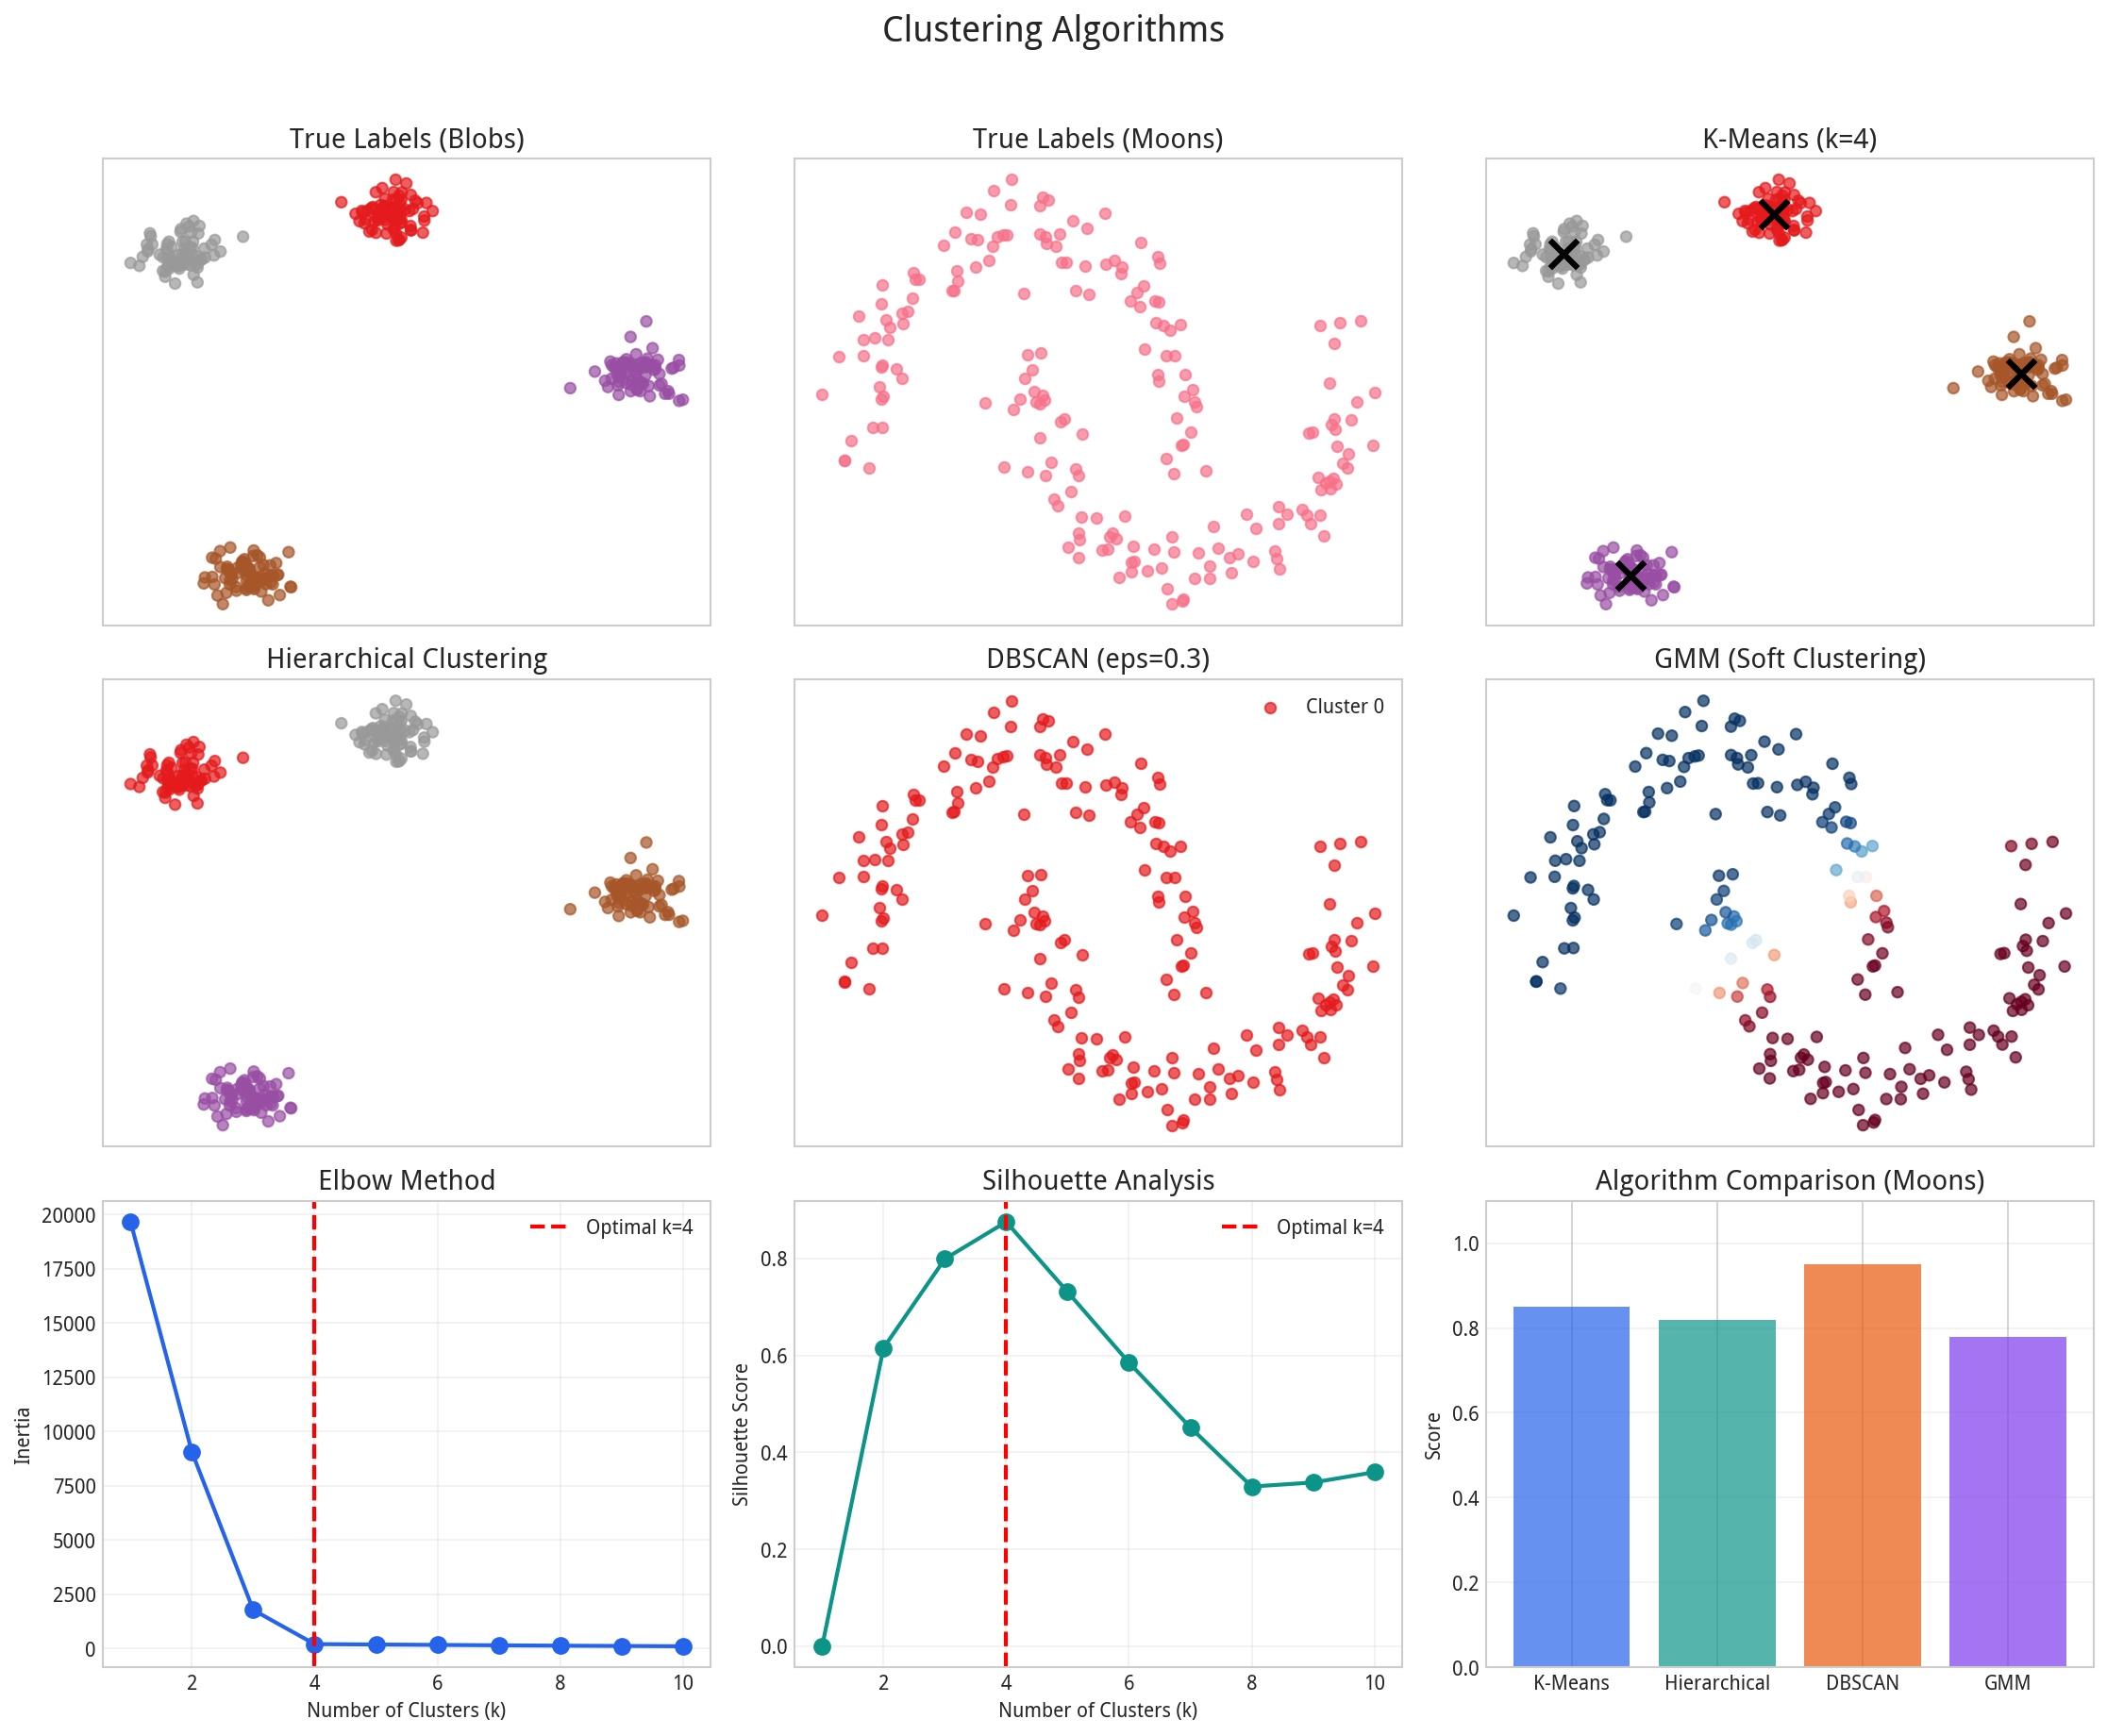 Clustering Algorithms
True Labels (Blobs)
True Labels (Moons)
K-Means (k=4)
Hierarchical Clustering
DBSCAN (eps=0.3)
Cluster 0
GMM (Soft Clustering)
Elbow Method
Optimal k=4
Inertia
20000
17500
15000
12500
10000
7500
5000
2500
0
2 4 6 8 10
Number of Clusters (k)
Silhouette Analysis
Optimal k=4
Silhouette Score
0.8
0.6
0.4
0.2
0.0
2 4 6 8 10
Number of Clusters (k)
Algorithm Comparison (Moons)
Score
1.0
0.8
0.6
0.4
0.2
0.0
K-Means Hierarchical DBSCAN GMM